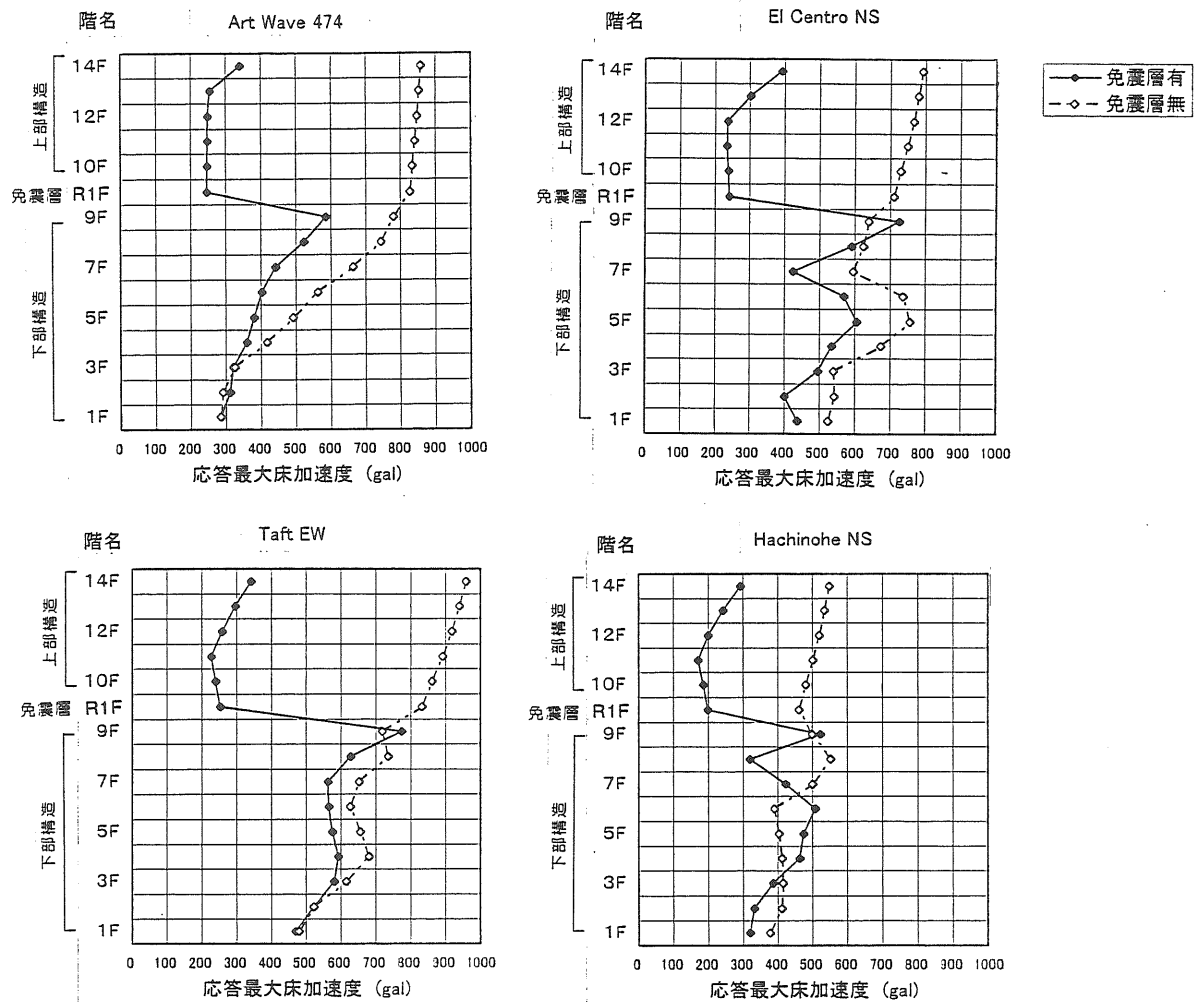 階名
Art Wave 474
14F
12F
10F
R1F
9F
7F
5F
3F
1F
上部構造
免震層
下部構造
0 100 200 300 400 500 600 700 800 900 1000
応答最大床加速度 (gal)
階名
El Centro NS
14F
12F
10F
R1F
9F
7F
5F
3F
1F
上部構造
免震層
下部構造
0 100 200 300 400 500 600 700 800 900 1000
応答最大床加速度 (gal)
免震層有
免震層無
階名
Taft EW
14F
12F
10F
R1F
9F
7F
5F
3F
1F
上部構造
免震層
下部構造
0 100 200 300 400 500 600 700 800 900 1000
応答最大床加速度 (gal)
階名
Hachinohe NS
14F
12F
10F
R1F
9F
7F
5F
3F
1F
上部構造
免震層
下部構造
0 100 200 300 400 500 600 700 800 900 1000
応答最大床加速度 (gal)